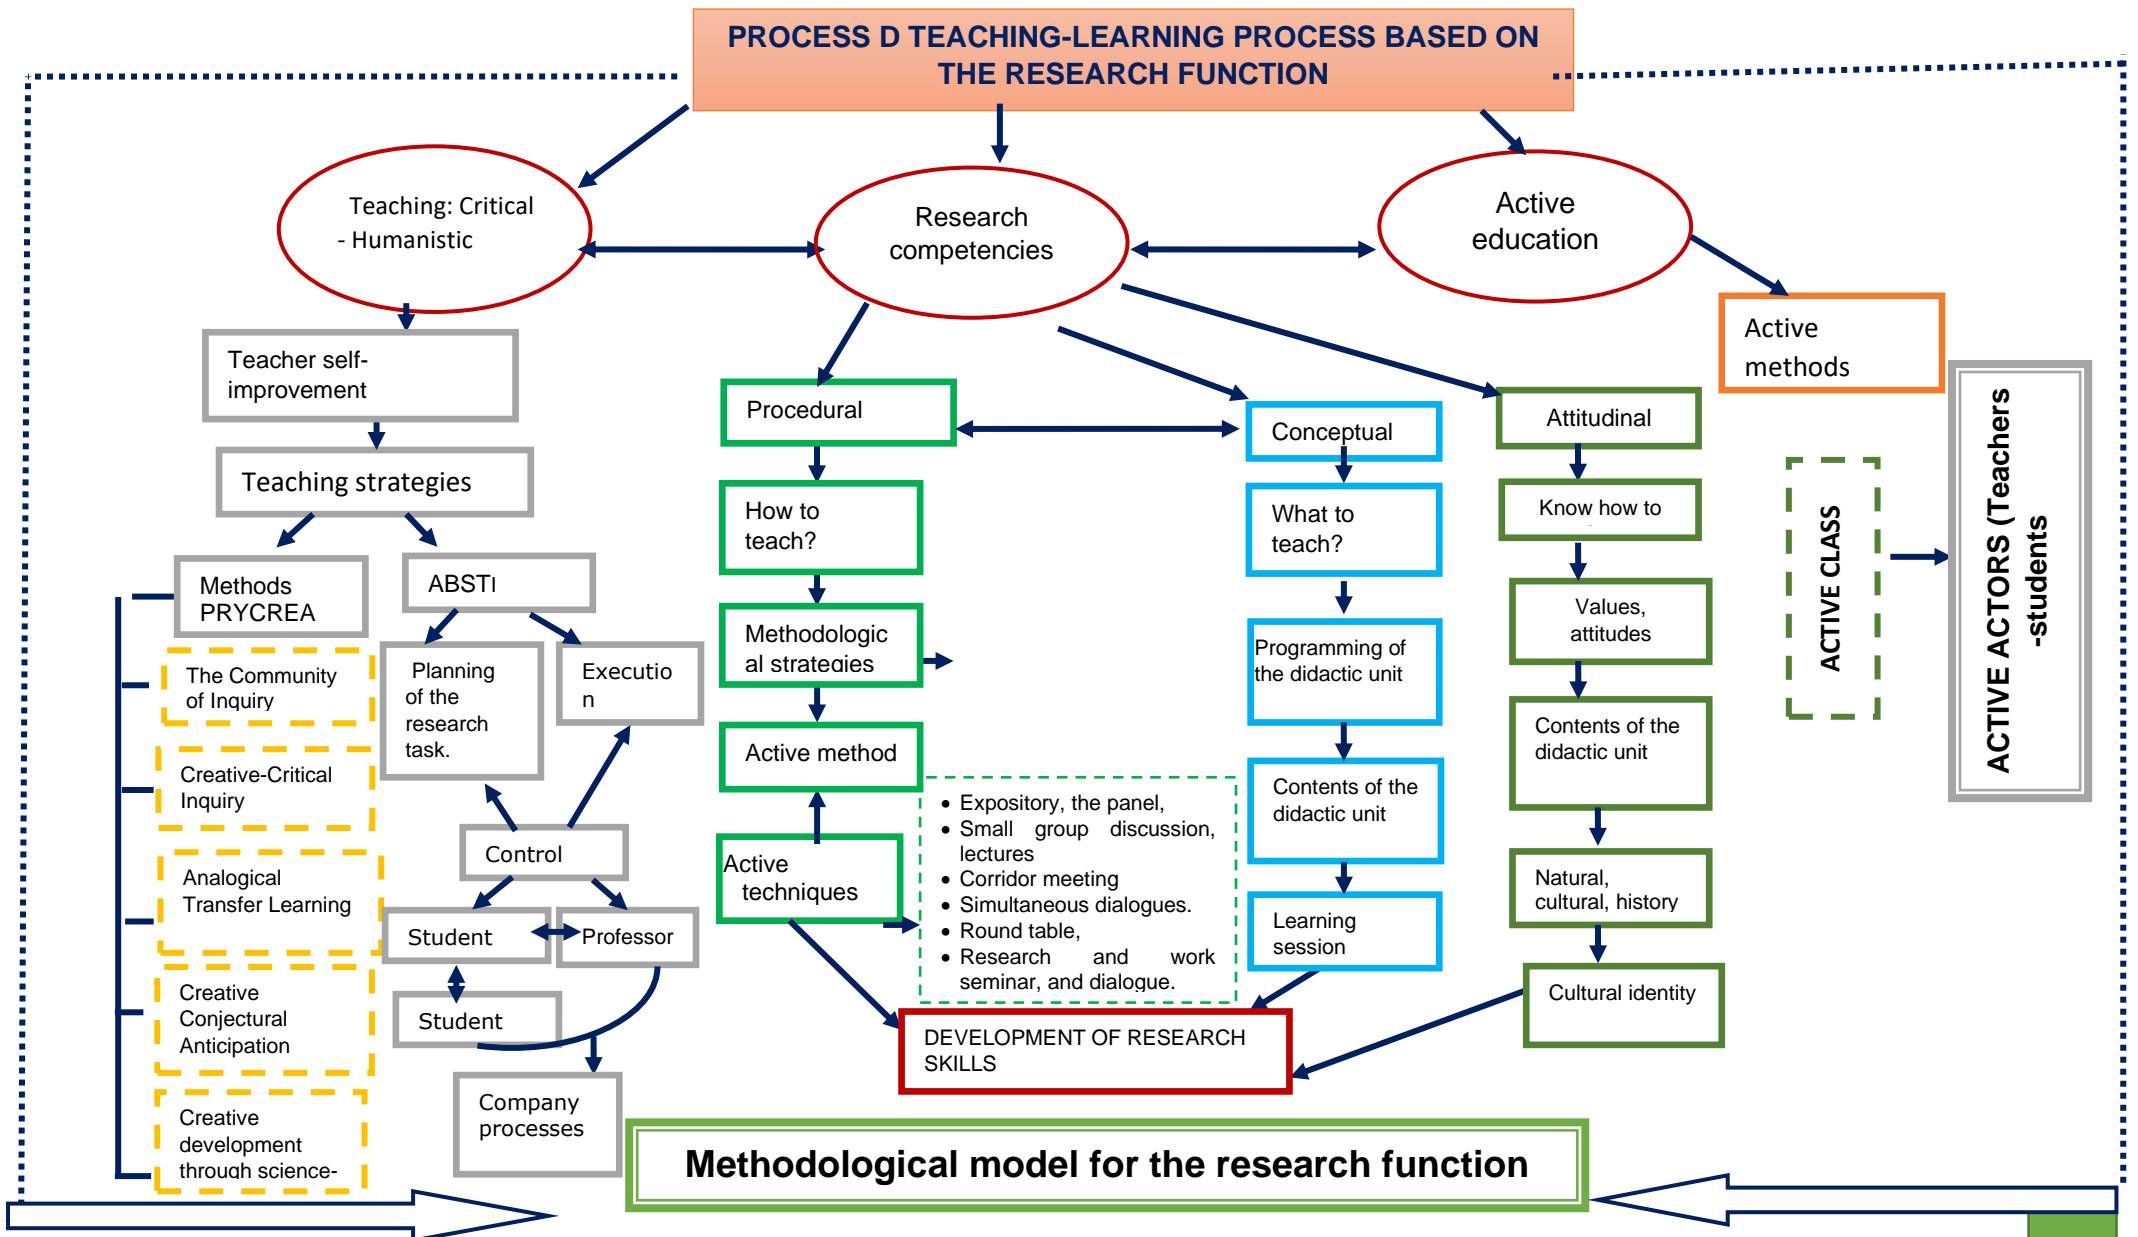 PROCESS D TEACHING-LEARNING PROCESS BASED ON
THE RESEARCH FUNCTION
Teaching: Critical
- Humanistic
Research
competencies
Active
education
Active
methods
Teacher self-
improvement
Teaching strategies
Methods
PRYCREA
ABSTI
The Community
of Inquiry
Creative-Critical
Inquiry
Analogical
Transfer Learning
Creative
Conjectural
Anticipation
Creative
development
through science-
Planning
of the
research
task.
Executio
n
Control
Student
Professor
Student
Company
processes
Procedural
How to
teach?
Methodologic
al strategies
Active method
Active
techniques
• Expository, the panel,
• Small group discussion,
lectures
• Corridor meeting
• Simultaneous dialogues.
• Round table,
• Research and work
seminar, and dialogue.
Conceptual
What to
teach?
Programming of
the didactic unit
Contents of the
didactic unit
Learning
session
Attitudinal
Know how to
Values,
attitudes
Contents of the
didactic unit
Natural,
cultural, history
Cultural identity
ACTIVE CLASS
ACTIVE ACTORS (Teachers
-students
DEVELOPMENT OF RESEARCH
SKILLS
Methodological model for the research function